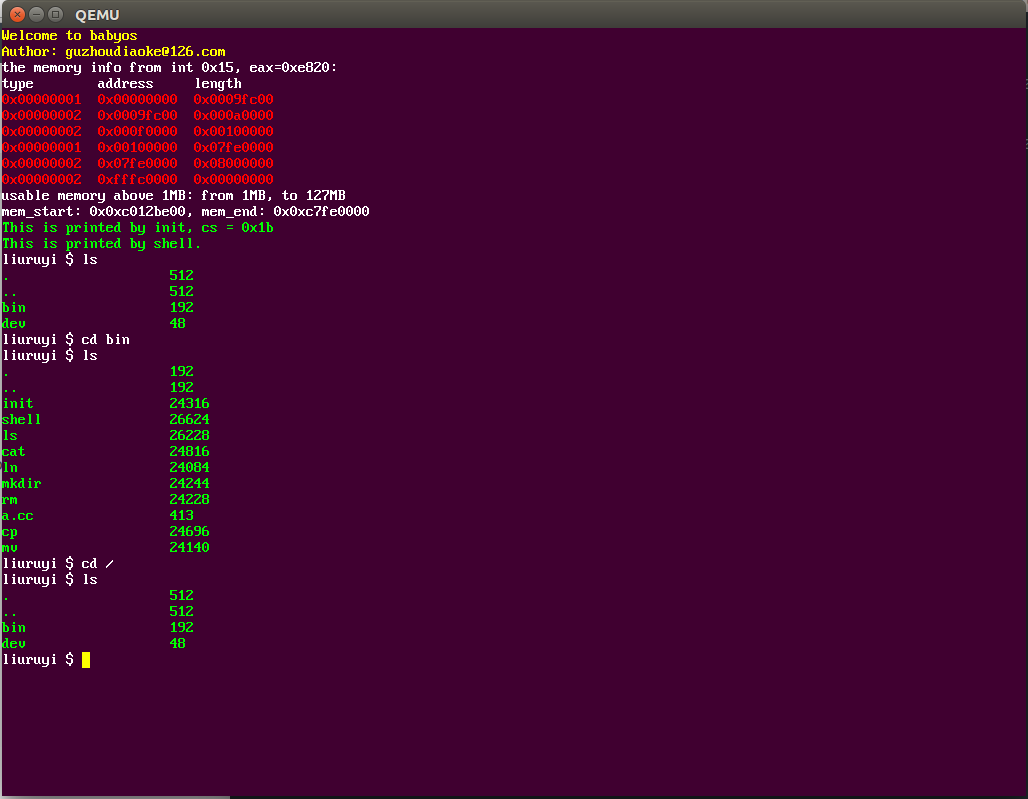 QEMU
Welcome to babyos
Author: guzhoudiaoke@126.com
the memory info from int 0x15, eax=0xe820:
type address length
0x00000001 0x00000000 0x0009fc00
0x00000002 0x0009fc00 0x000a0000
0x00000002 0x000f0000 0x00100000
0x00000001 0x00100000 0x07fe0000
0x00000002 0x07fe0000 0x08000000
0x00000002 0xfffc0000 0x00000000
usable memory above 1MB: from 1MB, to 127MB
mem_start: 0x0xc012be00, mem_end: 0x0xc7fe0000
This is printed by init, cs = 0x1b
This is printed by shell.
liuruyi $ ls
. 512
.. 512
bin 192
dev 48
liuruyi $ cd bin
liuruyi $ ls
. 192
.. 192
init 24316
shell 26624
ls 26228
cat 24816
ln 24084
mkdir 24244
rm 24228
a.cc 413
cp 24696
mv 24140
liuruyi $ cd /
liuruyi $ ls
. 512
.. 512
bin 192
dev 48
liuruyi $